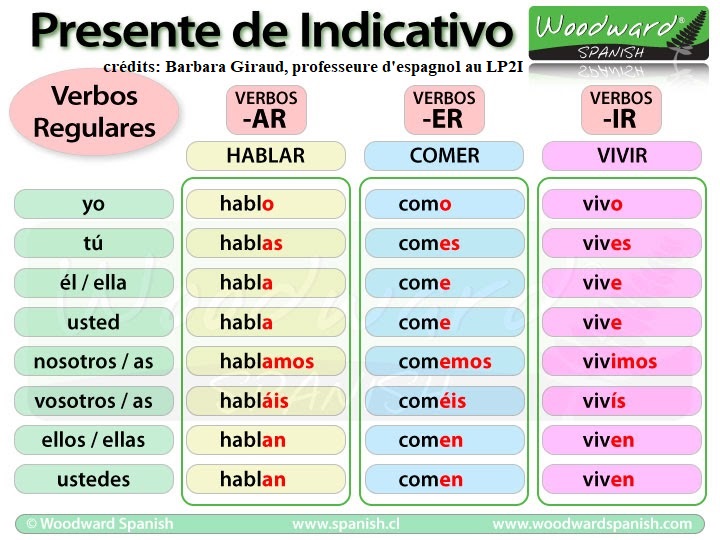 Presente de Indicativo
Woodward®
SPANISH
crédits: Barbara Giraud, professeure d'espagnol au LP2I
Verbos
Regulares
VERBOS
-AR
VERBOS
-ER
VERBOS
-IR
HABLAR COMER VIVIR
yo hablo como vivo
tú hablas comes vives
él / ella habla come vive
usted habla come vive
nosotros / as hablamos comemos vivimos
vosotros / as habláis coméis vivís
ellos / ellas hablan comen viven
ustedes hablan comen viven
Woodward
SPANISH
© Woodward Spanish www.spanish.cl www.woodwardspanish.com